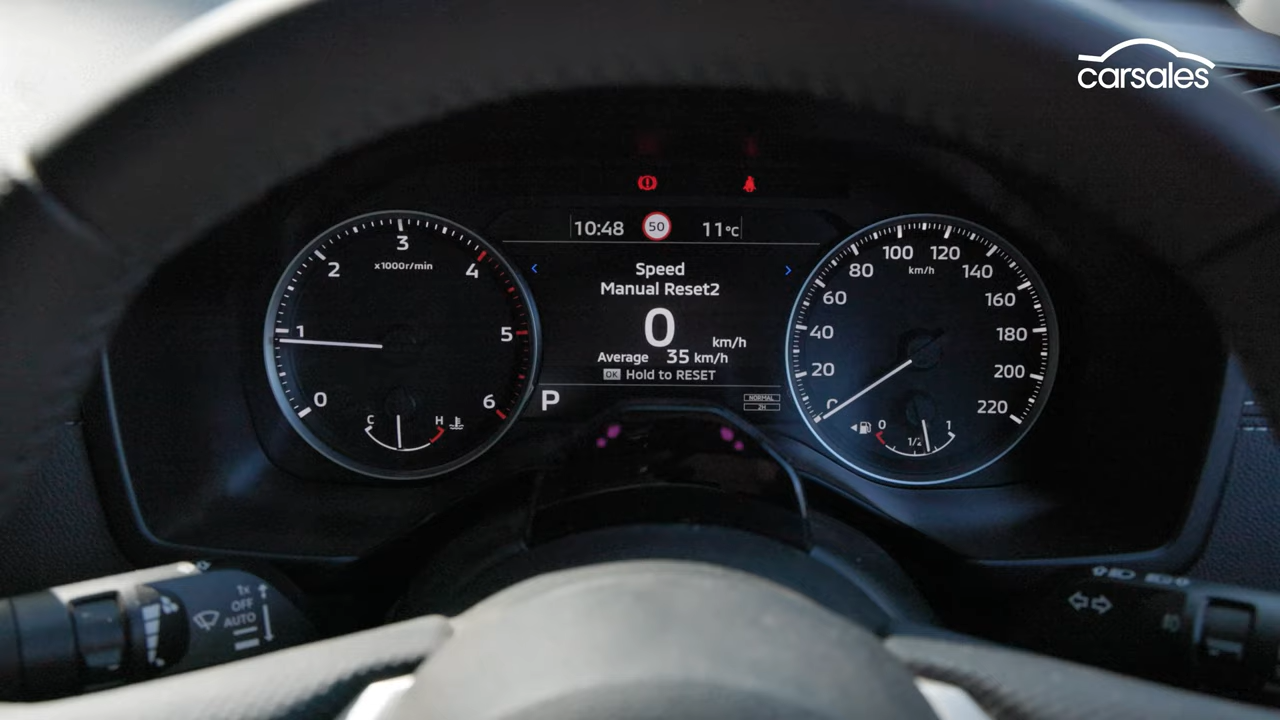 carsales
10:48 50 11°C
Speed
Manual Reset2
0 km/h
Average 35 km/h
OK Hold to RESET
P
NORMAL
2H
0 1 2 3 4 5 6
x1000r/min
C H
0 20 40 60 80 100 120 140 160 180 200 220
km/h
0 1/2 1
1x
OFF
AUTO